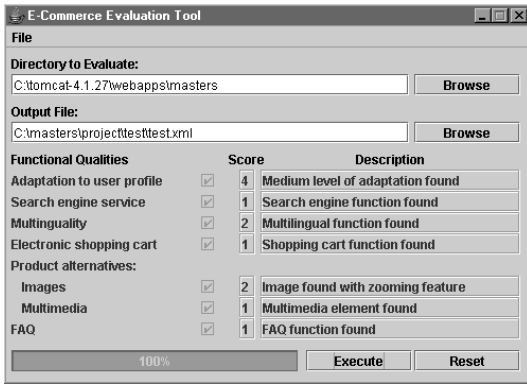 E-Commerce Evaluation Tool
File
Directory to Evaluate:
C:\tomcat-4.1.27\webapps\masters Browse
Output File:
C:\masters\project\test\test.xml Browse
Functional Qualities Score Description
Adaptation to user profile 4 Medium level of adaptation found
Search engine service 1 Search engine function found
Multinguality 2 Multilingual function found
Electronic shopping cart 1 Shopping cart function found
Product alternatives:
Images 2 Image found with zooming feature
Multimedia 1 Multimedia element found
FAQ 1 FAQ function found
100% Execute Reset